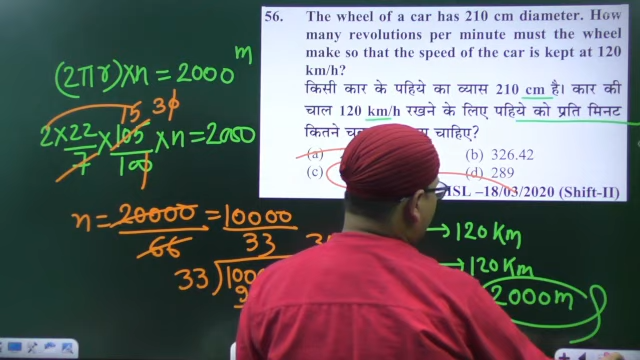 56. The wheel of a car has 210 cm diameter. How
many revolutions per minute must the wheel
make so that the speed of the car is kept at 120
km/h?
किसी कार के पहिये का व्यास 210 cm है। कार की
चाल 120 km/h रखने के लिए पहिये को प्रति मिनट
कितने चाहिए?
(a) (b) 326.42
(c) (d) 289
–18/03/2020 (Shift-II)
(2πr)×n = 2000 m
15 3
2×22/7 × 105/100 × n = 2000
n = 20000/66 = 10000/33
33
→ 120 Km
→ 120 Km
2000m